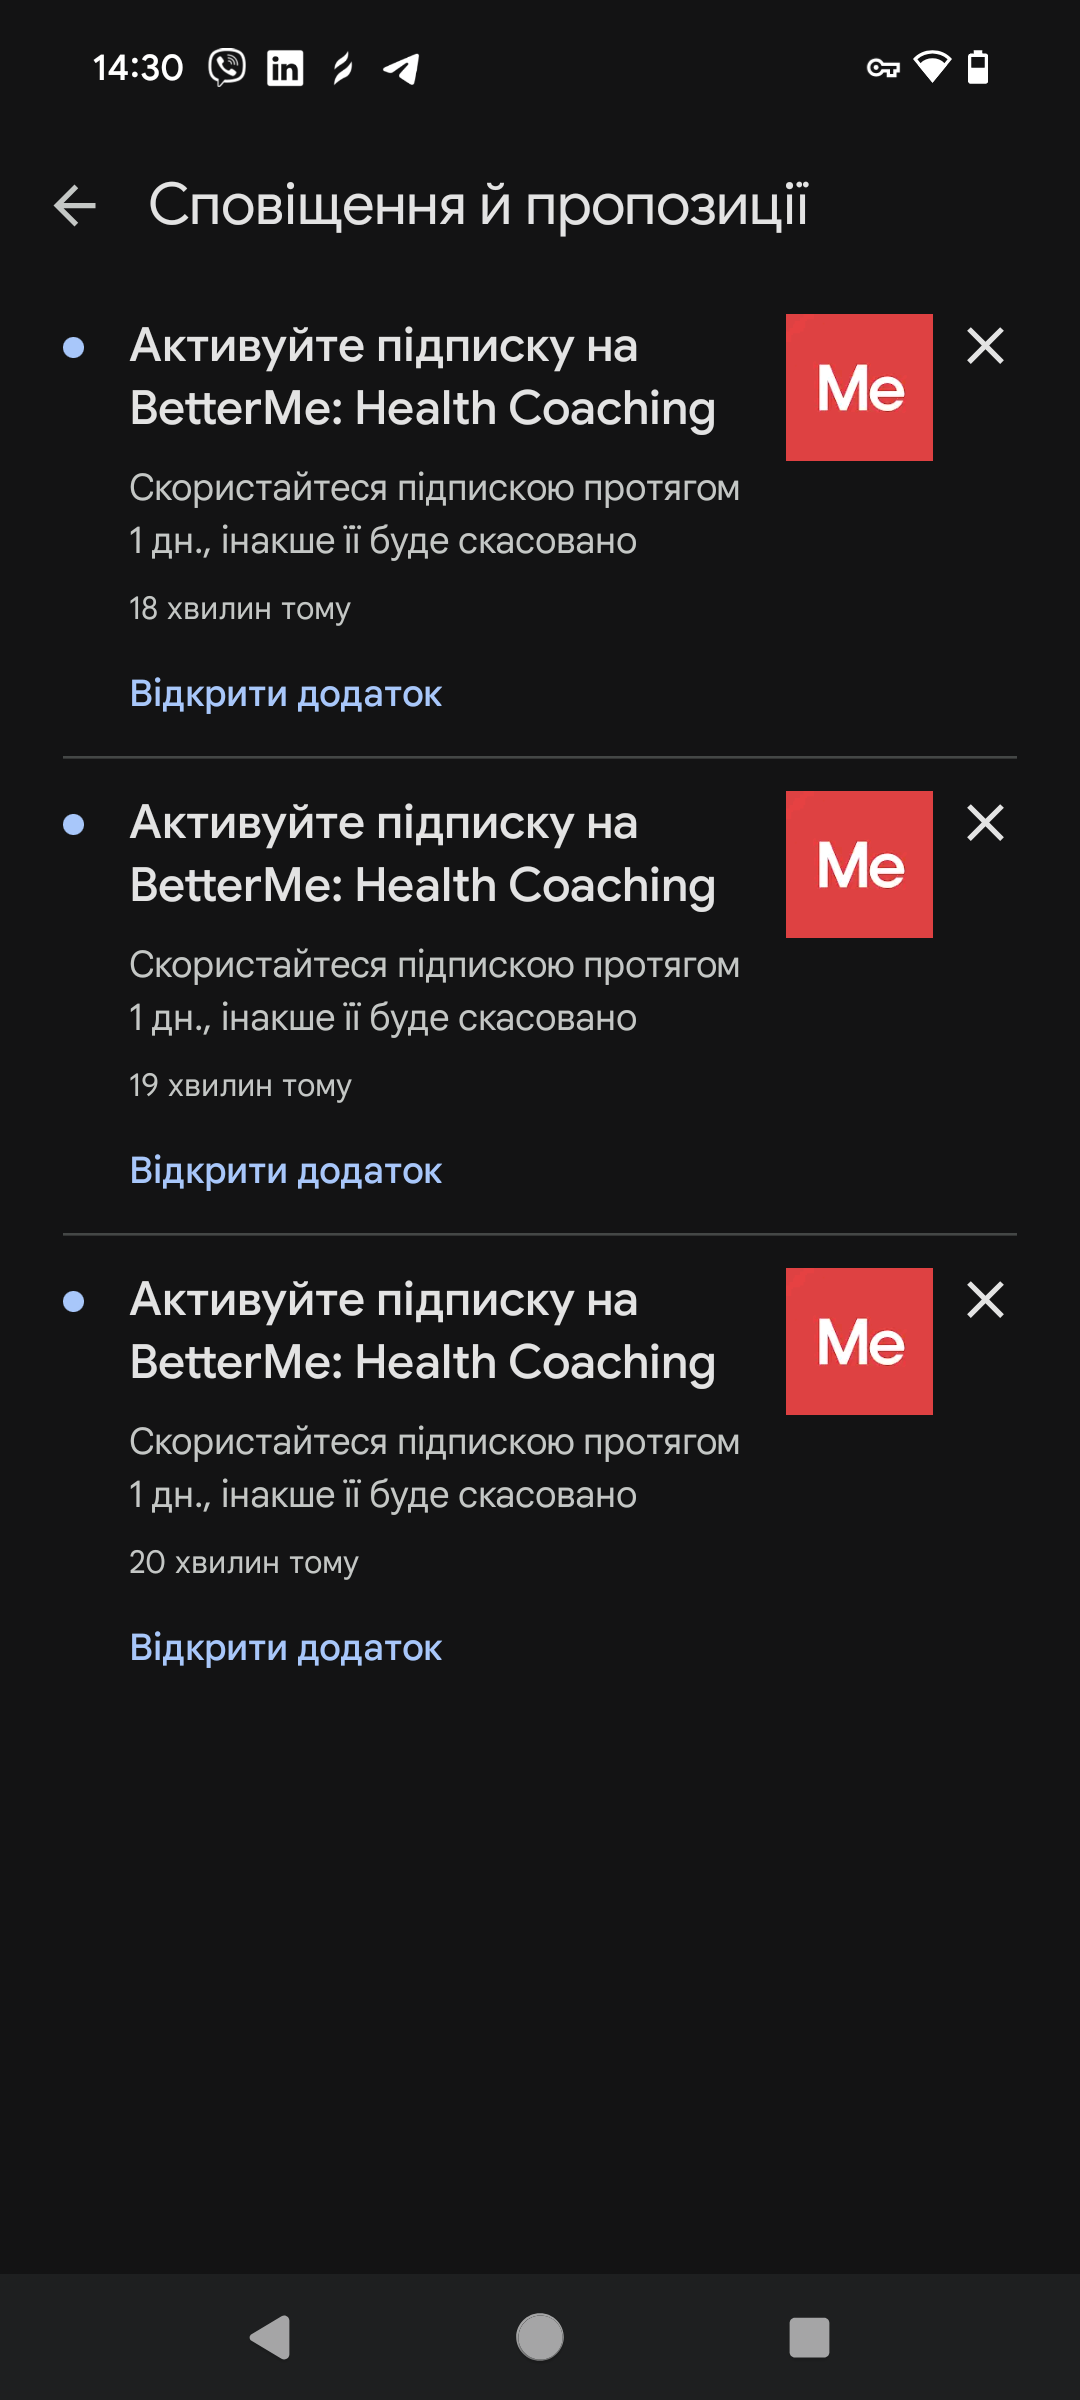 14:30
Сповіщення й пропозиції
Активуйте підписку на
BetterMe: Health Coaching
Me
Скористайтеся підпискою протягом
1 дн., інакше її буде скасовано
18 хвилин тому
Відкрити додаток
Активуйте підписку на
BetterMe: Health Coaching
Me
Скористайтеся підпискою протягом
1 дн., інакше її буде скасовано
19 хвилин тому
Відкрити додаток
Активуйте підписку на
BetterMe: Health Coaching
Me
Скористайтеся підпискою протягом
1 дн., інакше її буде скасовано
20 хвилин тому
Відкрити додаток